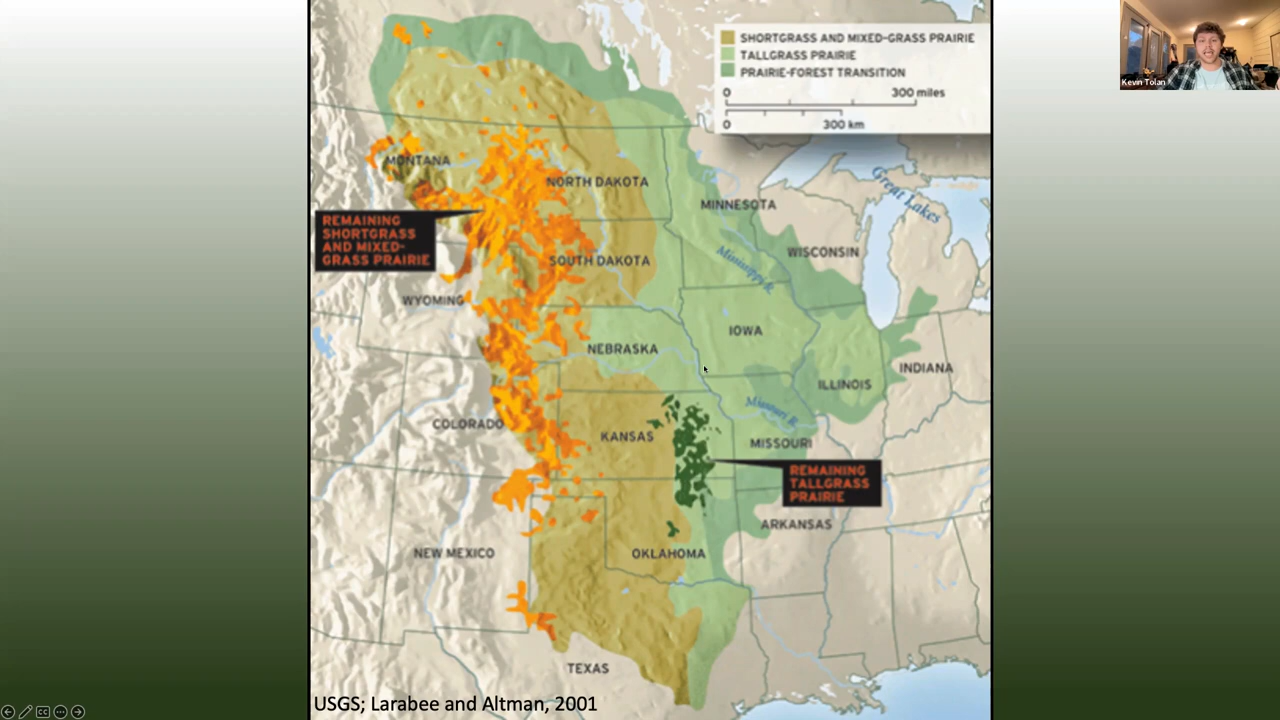 SHORTGRASS AND MIXED-GRASS PRAIRIE
TALLGRASS PRAIRIE
PRAIRIE-FOREST TRANSITION
0 300 miles
0 300 km
Kevin Tolan
MONTANA
NORTH DAKOTA
MINNESOTA
Great Lakes
REMAINING
SHORTGRASS
AND MIXED-
GRASS PRAIRIE
SOUTH DAKOTA
Mississippi R.
WISCONSIN
WYOMING
IOWA
NEBRASKA
INDIANA
ILLINOIS
COLORADO
KANSAS
Missouri R.
MISSOURI
REMAINING
TALLGRASS
PRAIRIE
ARKANSAS
NEW MEXICO
OKLAHOMA
TEXAS
USGS; Larabee and Altman, 2001